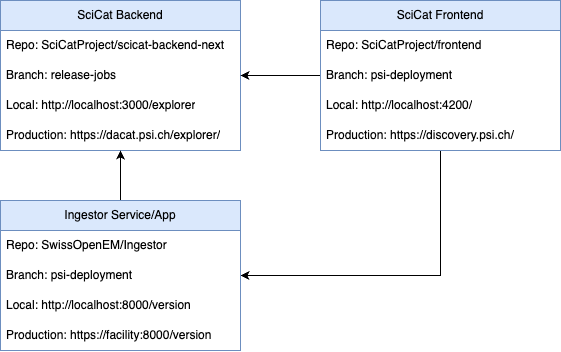 SciCat Backend
Repo: SciCatProject/scicat-backend-next
Branch: release-jobs
Local: http://localhost:3000/explorer
Production: https://dacat.psi.ch/explorer/
SciCat Frontend
Repo: SciCatProject/frontend
Branch: psi-deployment
Local: http://localhost:4200/
Production: https://discovery.psi.ch/
Ingestor Service/App
Repo: SwissOpenEM/Ingestor
Branch: psi-deployment
Local: http://localhost:8000/version
Production: https://facility:8000/version